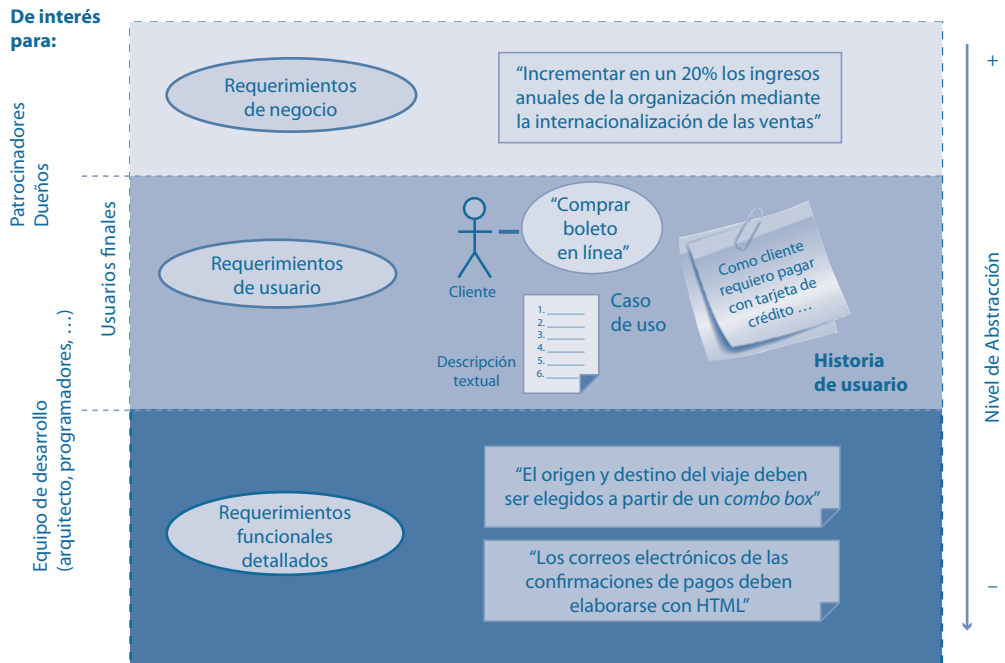 De interés
para:
Requerimientos
de negocio
“Incrementar en un 20% los ingresos
anuales de la organización mediante
la internacionalización de las ventas”
+
Patrocinadores
Dueños
Usuarios finales
Requerimientos
de usuario
Cliente
“Comprar
boleto
en línea”
Como cliente
requiero pagar
con tarjeta de
crédito ...
Descripción
textual
1.
2.
3.
4.
5.
6.
Caso
de uso
Historia
de usuario
Nivel de Abstracción
Equipo de desarrollo
(arquitecto, programadores, …)
Requerimientos
funcionales
detallados
“El origen y destino del viaje deben
ser elegidos a partir de un combo box”
“Los correos electrónicos de las
confirmaciones de pagos deben
elaborarse con HTML”
–